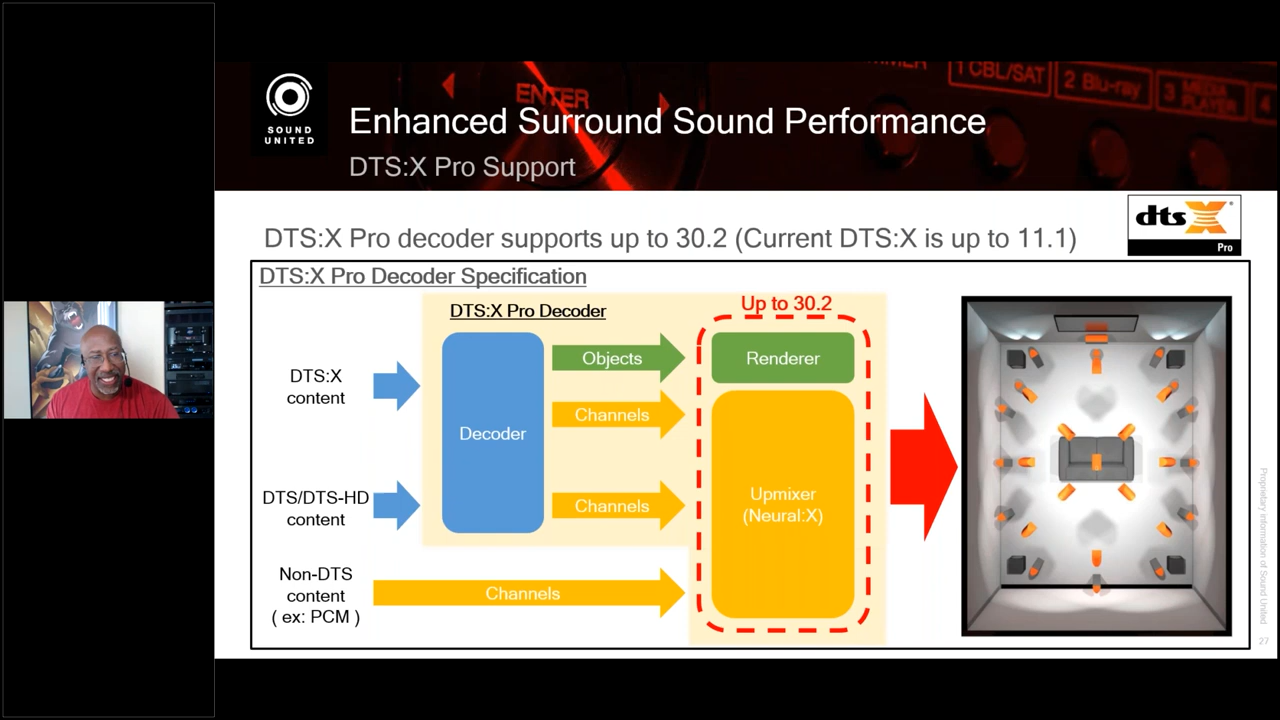 SOUND
UNITED
ENTER
1 CBL/SAT
2 Blu-ray
3 MEDIA
PLAYER
4
Enhanced Surround Sound Performance
DTS:X Pro Support
dts X
Pro
DTS:X Pro decoder supports up to 30.2 (Current DTS:X is up to 11.1)
DTS:X Pro Decoder Specification
DTS:X Pro Decoder
Up to 30.2
DTS:X
content
Decoder
Objects
Renderer
Channels
DTS/DTS-HD
content
Channels
Upmixer
(Neural:X)
Non-DTS
content
( ex: PCM )
Channels
Proprietary information of Sound United
27